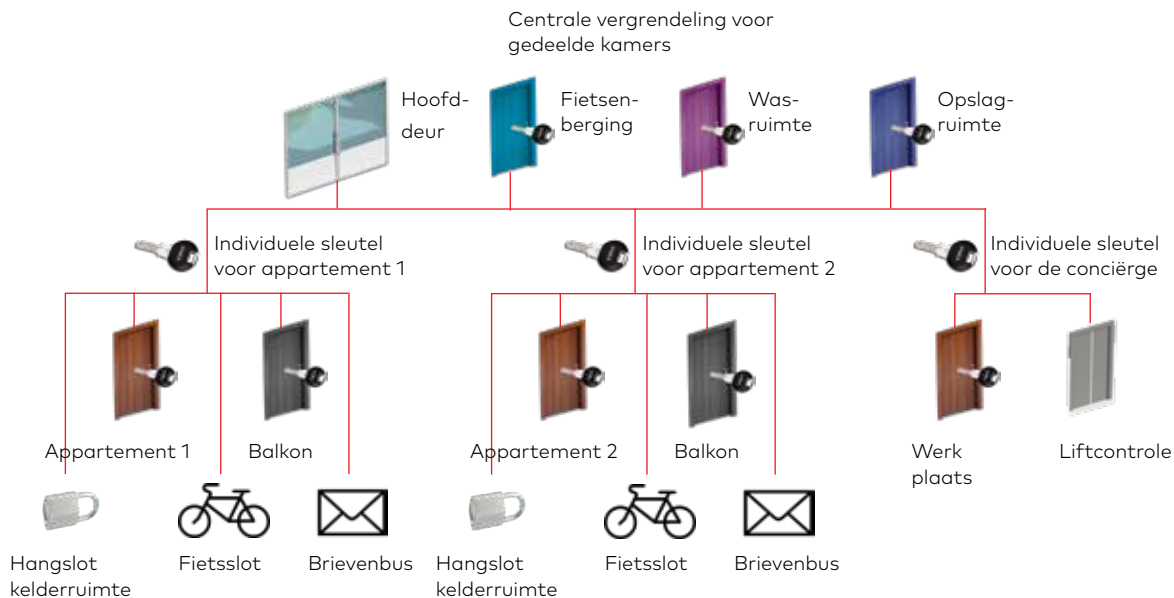 Centrale vergrendeling voor
gedeelde kamers
Hoofd-
deur
Fietsen-
berging
Was-
ruimte
Opslag-
ruimte
Individuele sleutel
voor appartement 1
Individuele sleutel
voor appartement 2
Individuele sleutel
voor de conciërge
Appartement 1
Balkon
Appartement 2
Balkon
Werk
plaats
Liftcontrole
Hangslot
kelderruimte
Fietsslot
Brievenbus
Hangslot
kelderruimte
Fietsslot
Brievenbus